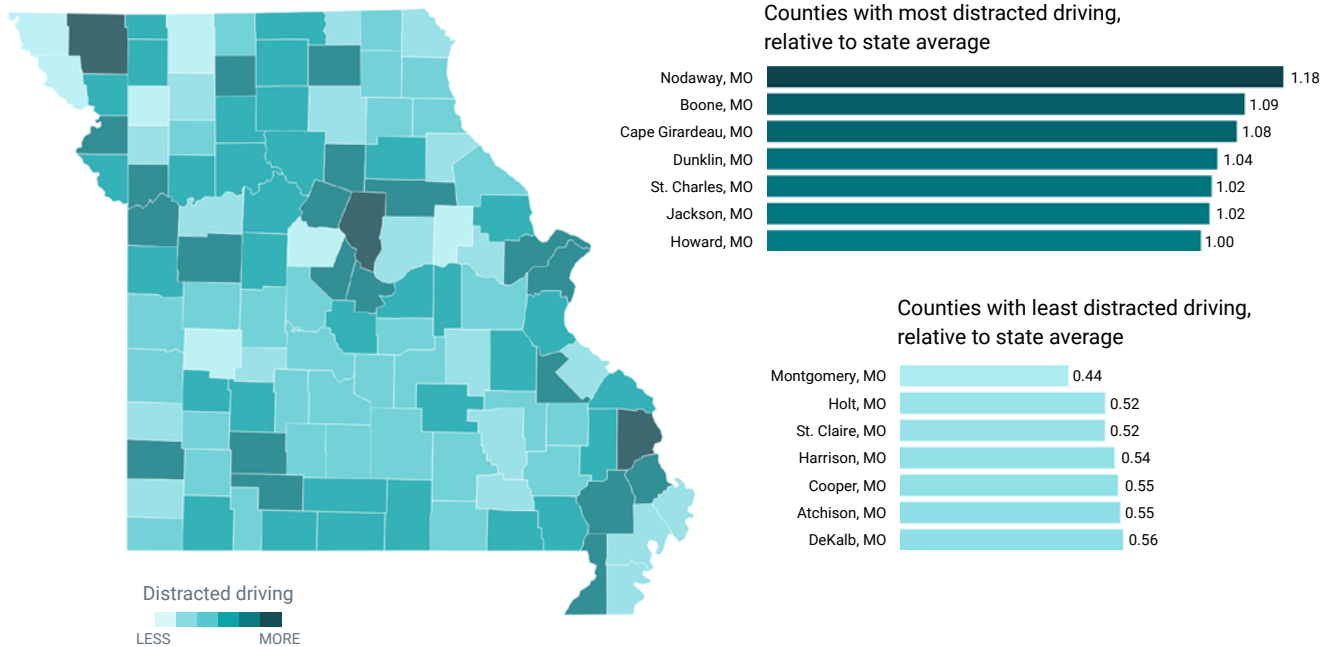 Counties with most distracted driving,
relative to state average
Nodaway, MO 1.18
Boone, MO 1.09
Cape Girardeau, MO 1.08
Dunklin, MO 1.04
St. Charles, MO 1.02
Jackson, MO 1.02
Howard, MO 1.00
Counties with least distracted driving,
relative to state average
Montgomery, MO 0.44
Holt, MO 0.52
St. Claire, MO 0.52
Harrison, MO 0.54
Cooper, MO 0.55
Atchison, MO 0.55
DeKalb, MO 0.56
Distracted driving
LESS MORE